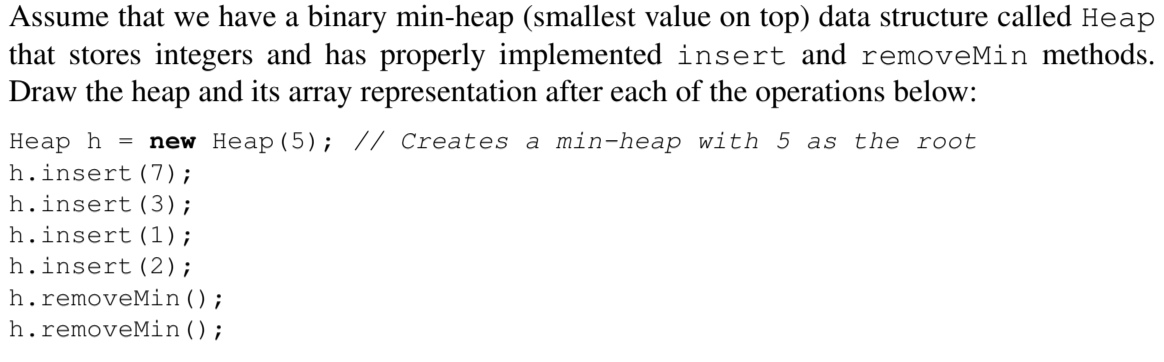 Assume that we have a binary min-heap (smallest value on top) data structure called Heap
that stores integers and has properly implemented insert and removeMin methods.
Draw the heap and its array representation after each of the operations below:
Heap h = new Heap(5); // Creates a min-heap with 5 as the root
h.insert(7);
h.insert(3);
h.insert(1);
h.insert(2);
h.removeMin();
h.removeMin();